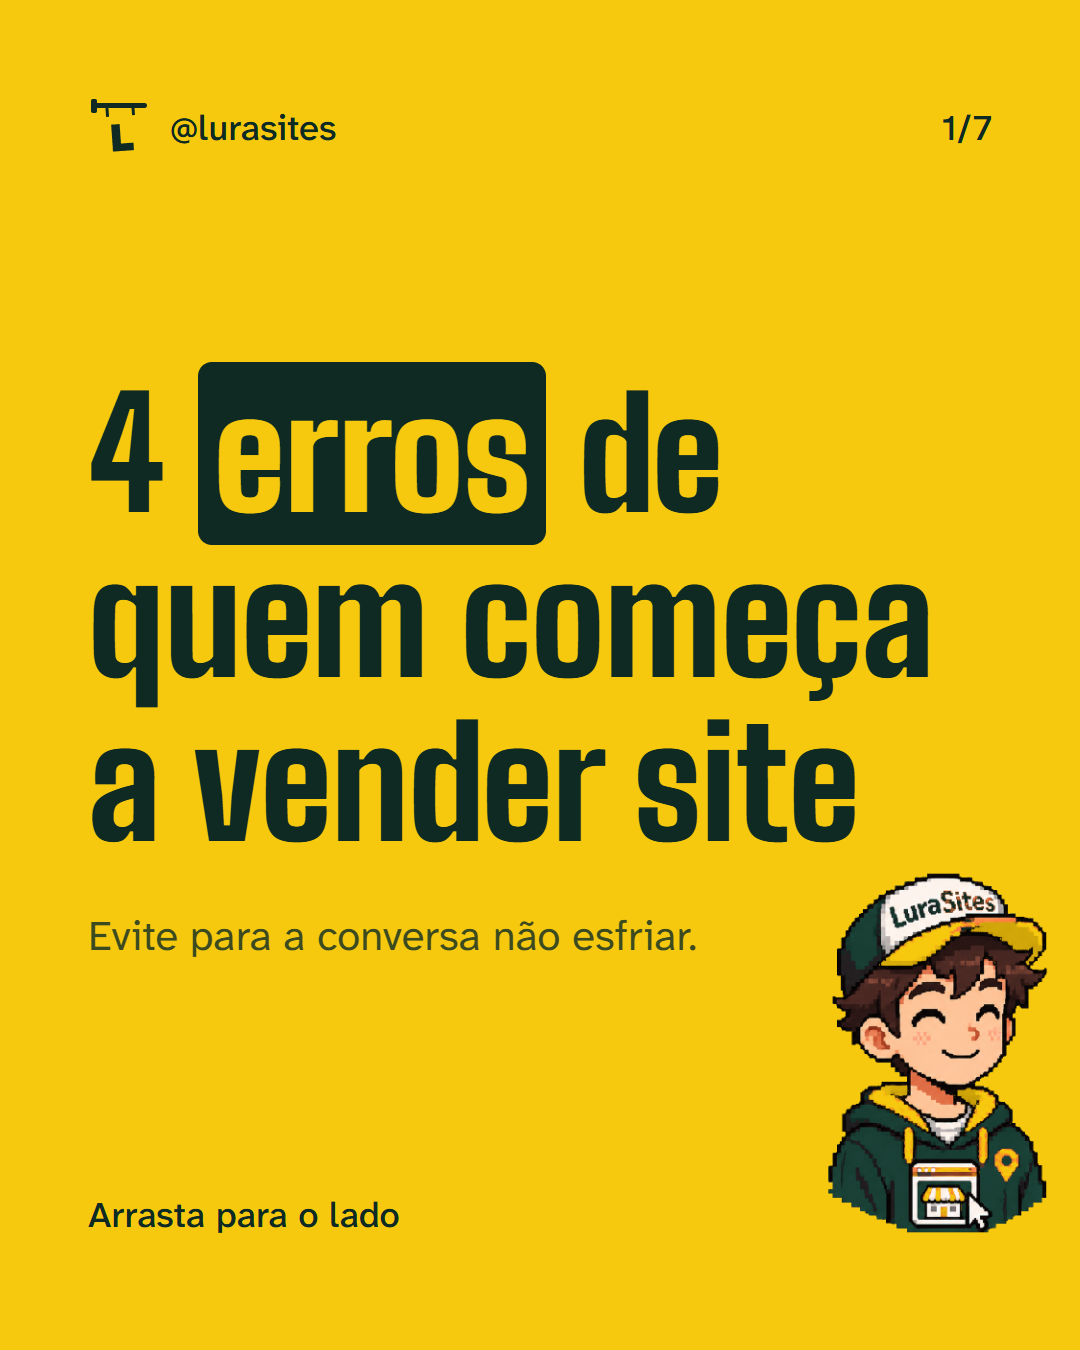 @lurasites
1/7
4 erros de
quem começa
a vender site
Evite para a conversa não esfriar.
LuraSites
Arrasta para o lado